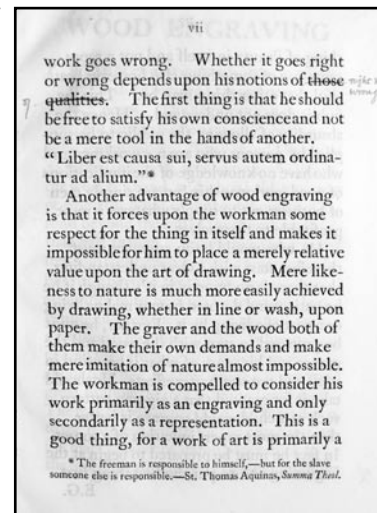 vii
work goes wrong. Whether it goes right
or wrong depends upon his notions of those
qualities. The first thing is that he should
be free to satisfy his own conscience and not
be a mere tool in the hands of another.
“Liber est causa sui, servus autem ordina-
tur ad alium.”*
Another advantage of wood engraving
is that it forces upon the workman some
respect for the thing in itself and makes it
impossible for him to place a merely relative
value upon the art of drawing. Mere like-
ness to nature is much more easily achieved
by drawing, whether in line or wash, upon
paper. The graver and the wood both of
them make their own demands and make
mere imitation of nature almost impossible.
The workman is compelled to consider his
work primarily as an engraving and only
secondarily as a representation. This is a
good thing, for a work of art is primarily a
* The freeman is responsible to himself,—but for the slave
someone else is responsible.—St. Thomas Aquinas, Summa Theol.